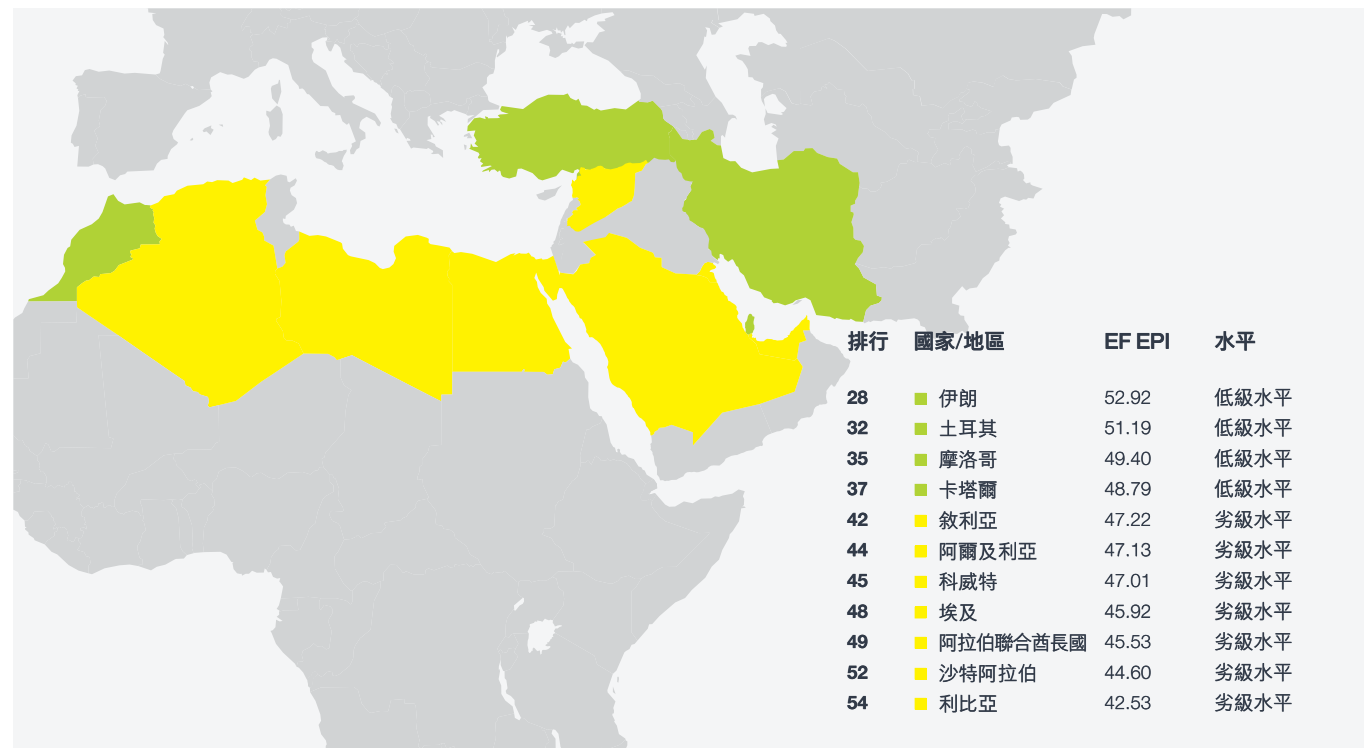 排行 國家/地區 EF EPI 水平
28 伊朗 52.92 低級水平
32 土耳其 51.19 低級水平
35 摩洛哥 49.40 低級水平
37 卡塔爾 48.79 低級水平
42 敘利亞 47.22 劣級水平
44 阿爾及利亞 47.13 劣級水平
45 科威特 47.01 劣級水平
48 埃及 45.92 劣級水平
49 阿拉伯聯合酋長國 45.53 劣級水平
52 沙特阿拉伯 44.60 劣級水平
54 利比亞 42.53 劣級水平